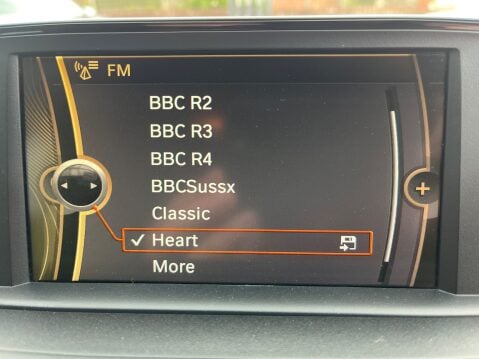 FM
BBC R2
BBC R3
BBC R4
BBCSussx
Classic
Heart
More